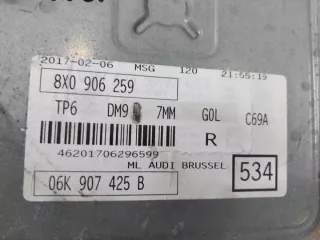 2017-02-06 MSG 120 21:55:19
8X0 906 259
TP6 DM9 7MM G0L C69A
R
46201706296599
ML AUDI BRUSSEL 534
06K 907 425 B